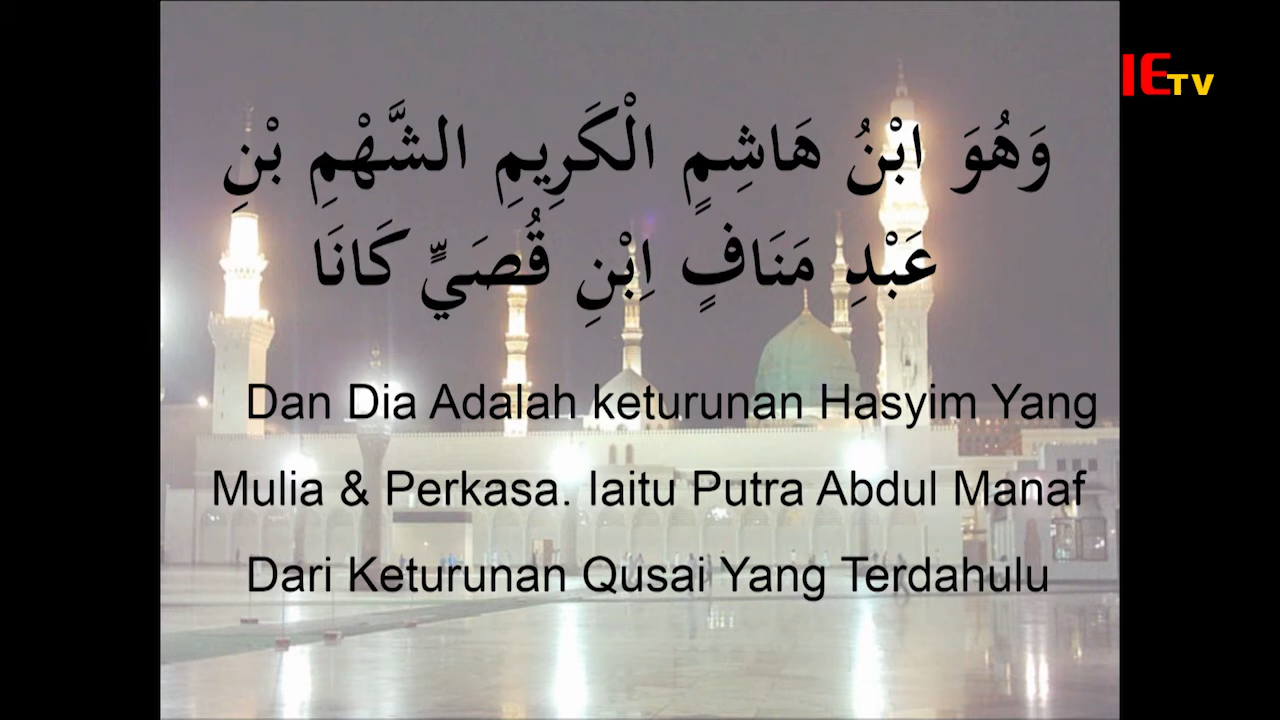 IETV
وَهُوَ ابْنُ هَاشِمٍ الْكَرِيمِ الشَّهْمِ بْنِ
عَبْدِ مَنَافٍ اِبْنِ قُصَيٍّ كَانَا
Dan Dia Adalah keturunan Hasyim Yang
Mulia & Perkasa. Iaitu Putra Abdul Manaf
Dari Keturunan Qusai Yang Terdahulu